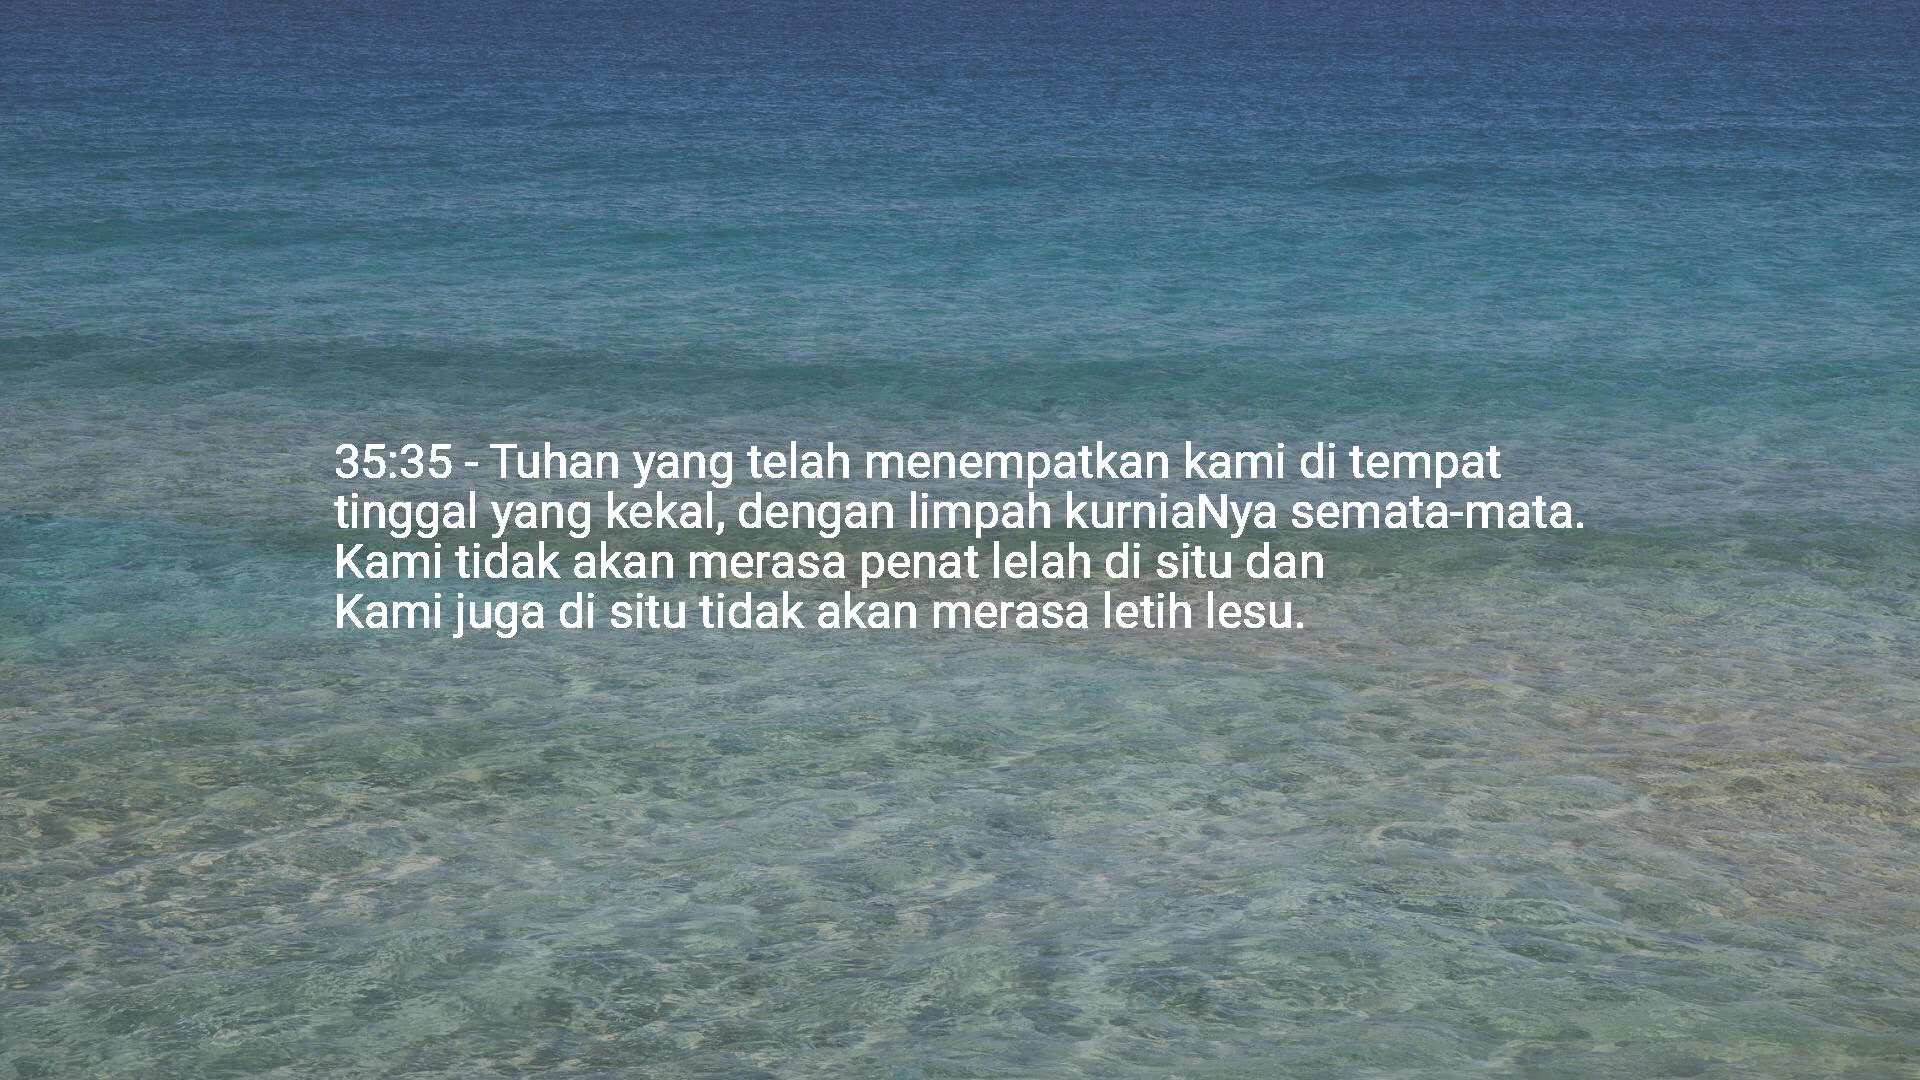 35:35 - Tuhan yang telah menempatkan kami di tempat
tinggal yang kekal, dengan limpah kurniaNya semata-mata.
Kami tidak akan merasa penat lelah di situ dan
Kami juga di situ tidak akan merasa letih lesu.